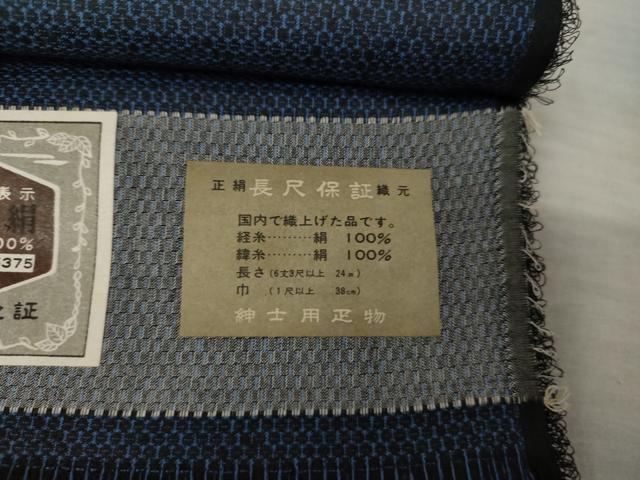 表示
絹
00%
375
証
正絹 長尺保証 織元
国内で織上げた品です。
経糸………絹 100%
緯糸………絹 100%
長さ (6丈3尺以上 24m)
巾 (1尺以上 38cm)
紳士用疋物